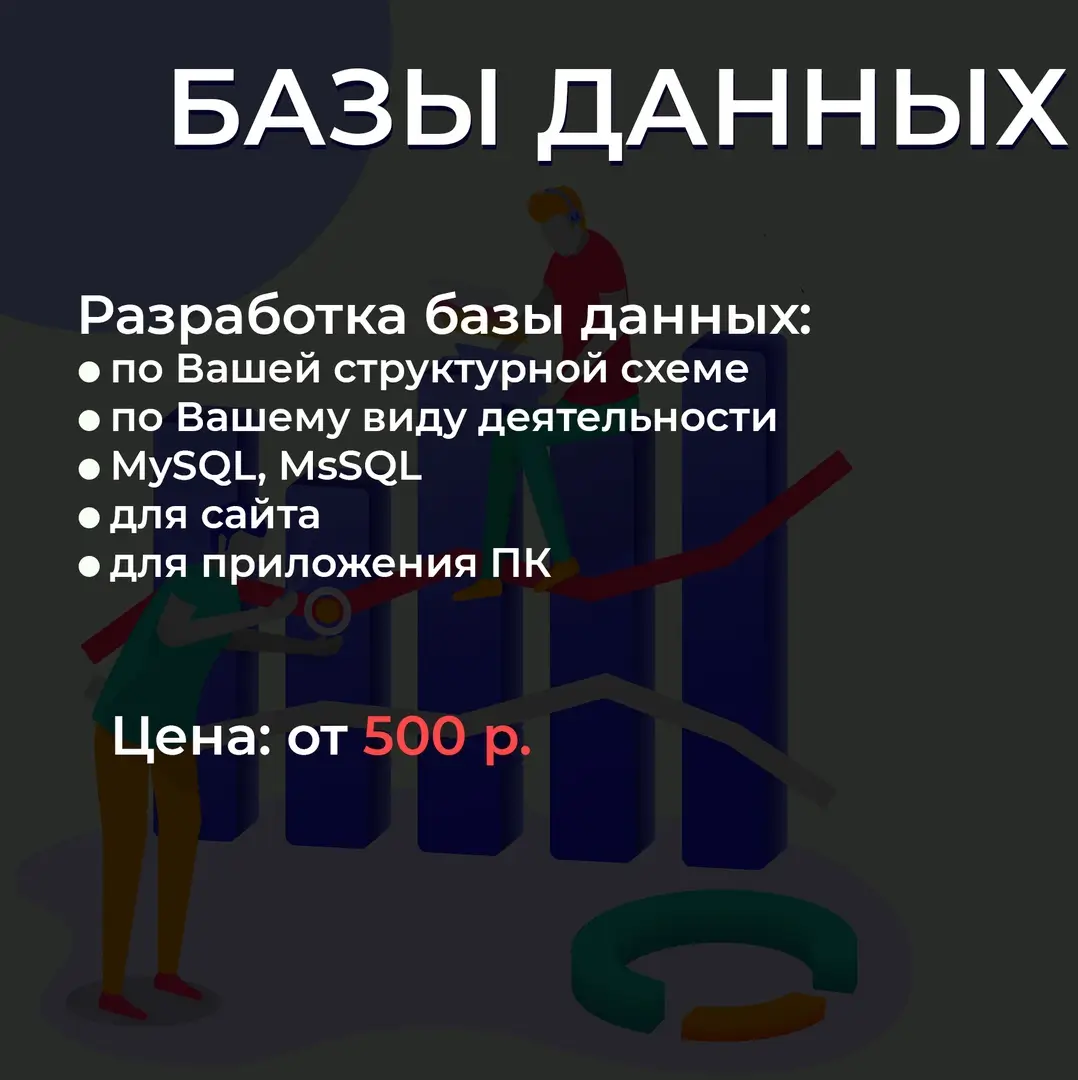 БАЗЫ ДАННЫХ
Разработка базы данных:
● по Вашей структурной схеме
● по Вашему виду деятельности
● MySQL, MsSQL
● для сайта
● для приложения ПК
Цена: от 500 р.